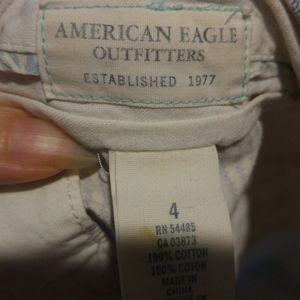 AMERICAN EAGLE
OUTFITTERS
ESTABLISHED 1977
4
RN 54485
CA 03873
100% COTTON
100% COTON
MADE IN
CHINA